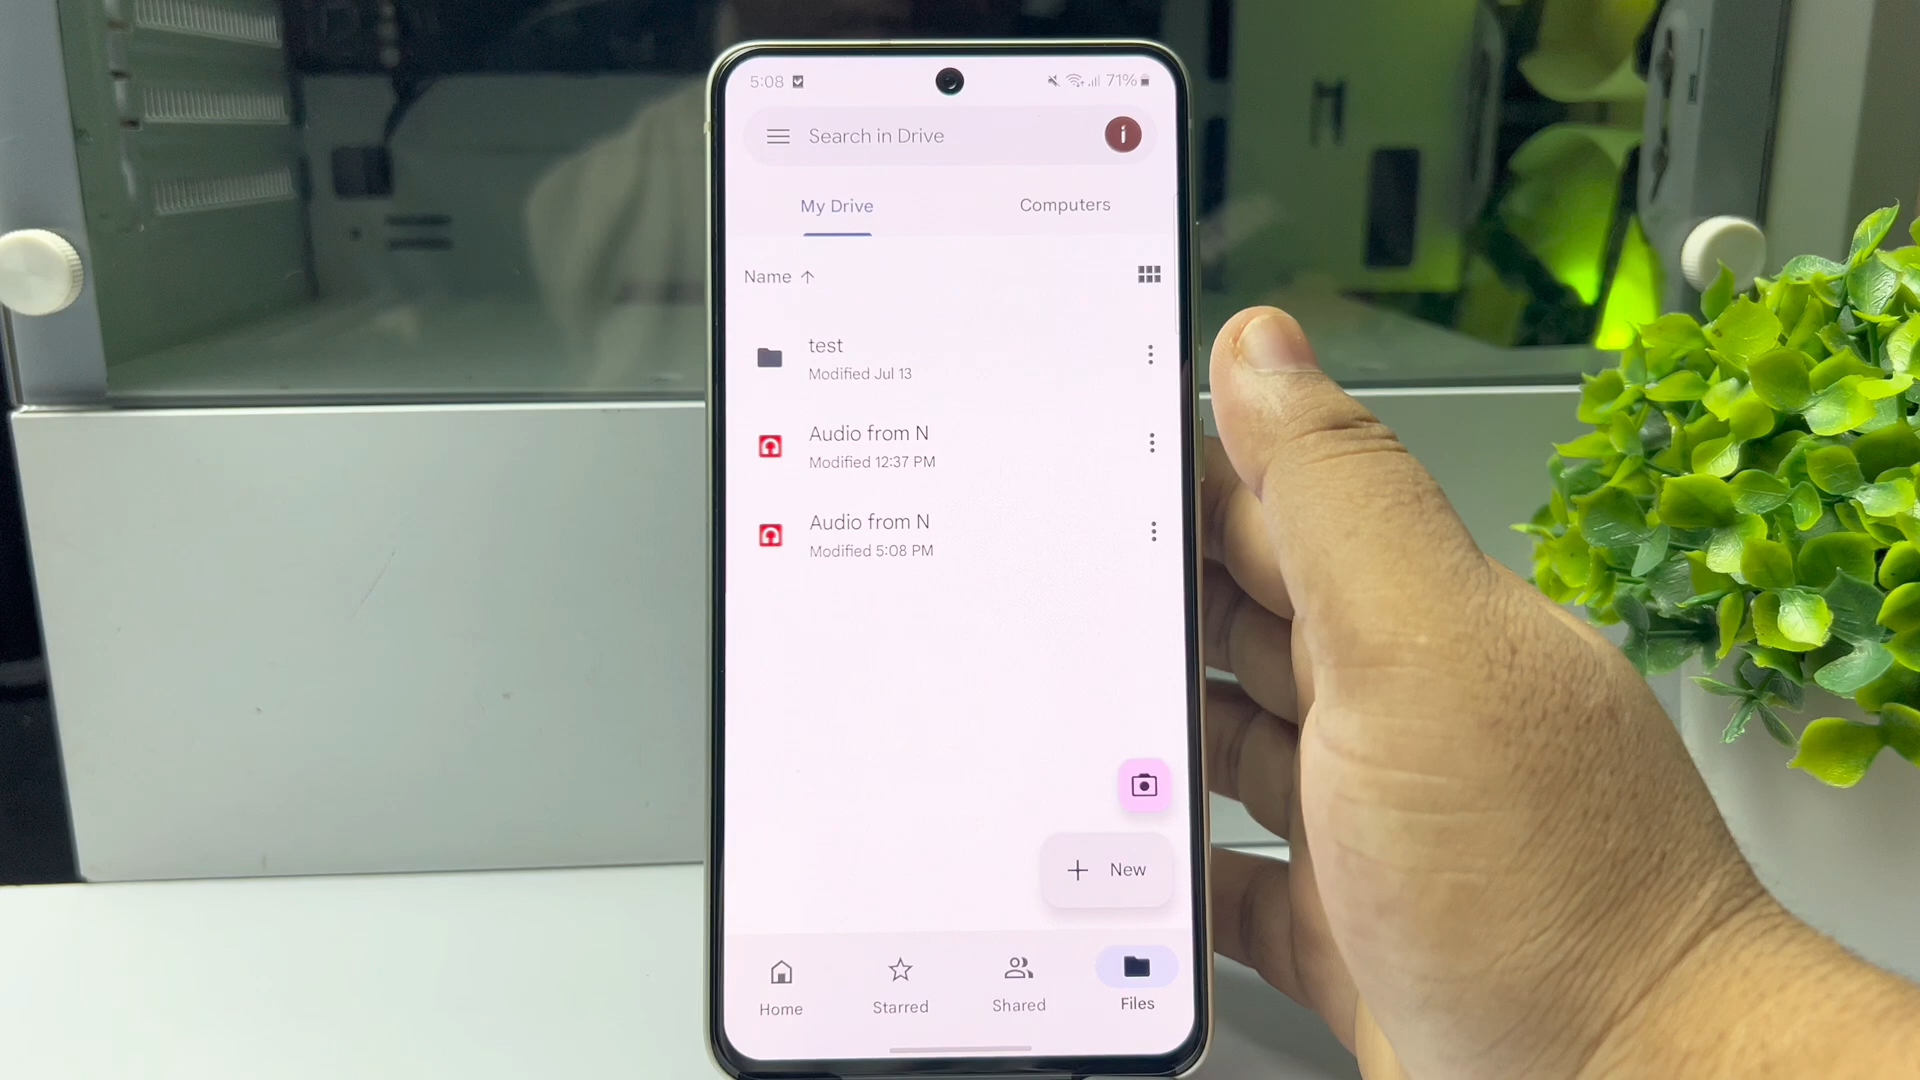 5:08 71%
Search in Drive i
My Drive Computers
Name
test
Modified Jul 13
Audio from N
Modified 12:37 PM
Audio from N
Modified 5:08 PM
New
Home Starred Shared Files